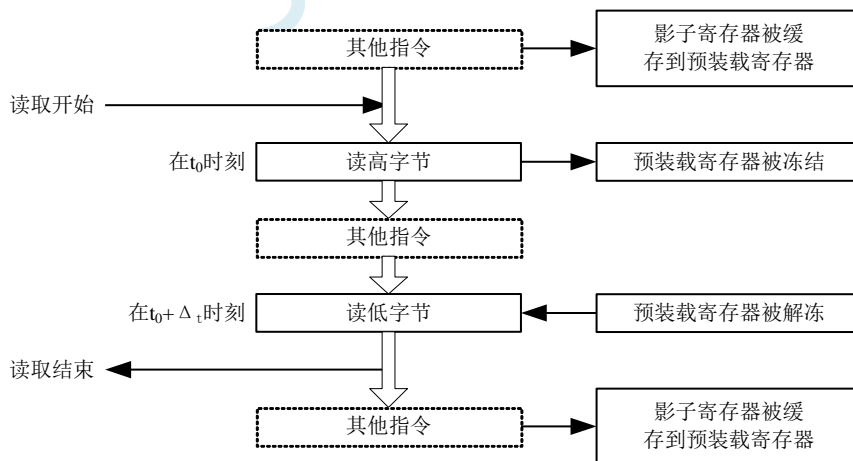 其他指令
影子寄存器被缓
存到预装载寄存器
读取开始
在t₀时刻
读高字节
预装载寄存器被冻结
其他指令
在t₀+Δₜ时刻
读低字节
预装载寄存器被解冻
读取结束
其他指令
影子寄存器被缓
存到预装载寄存器